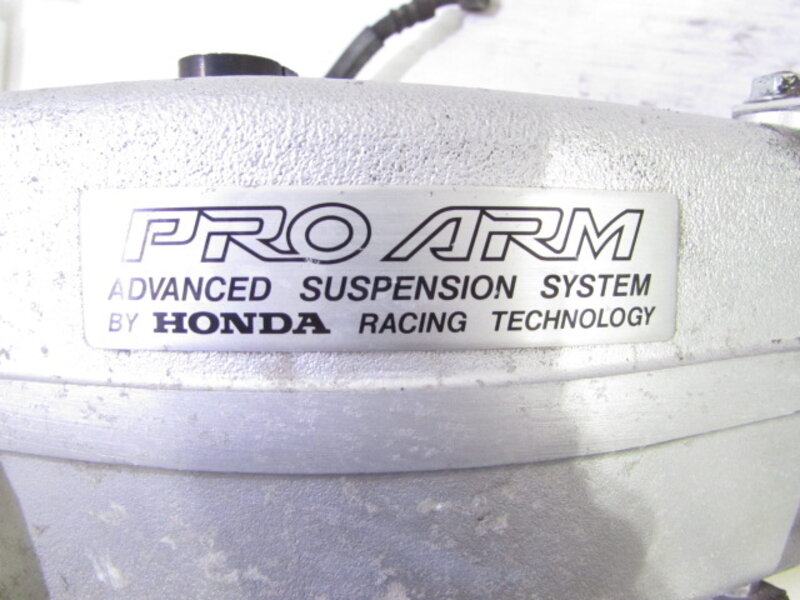 PRO ARM
ADVANCED SUSPENSION SYSTEM
BY HONDA RACING TECHNOLOGY